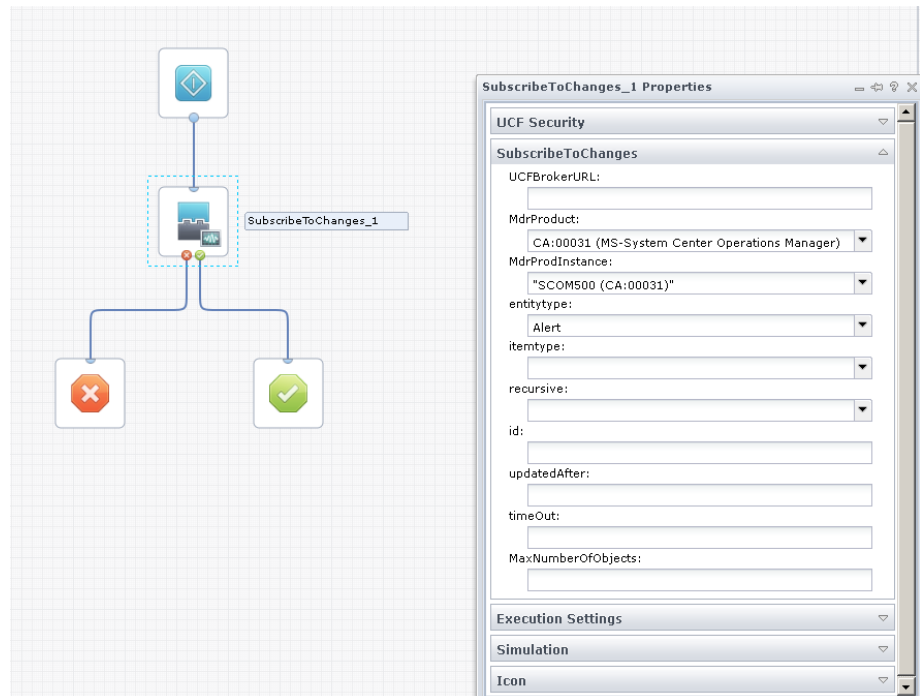 SubscribeToChanges_1 Properties
UCF Security
SubscribeToChanges
UCFBrokerURL:
MdrProduct:
CA:00031 (MS-System Center Operations Manager)
MdrProdInstance:
"SCOM500 (CA:00031)"
entitytype:
Alert
itemtype:
recursive:
id:
updatedAfter:
timeOut:
MaxNumberOfObjects:
Execution Settings
Simulation
Icon
SubscribeToChanges_1